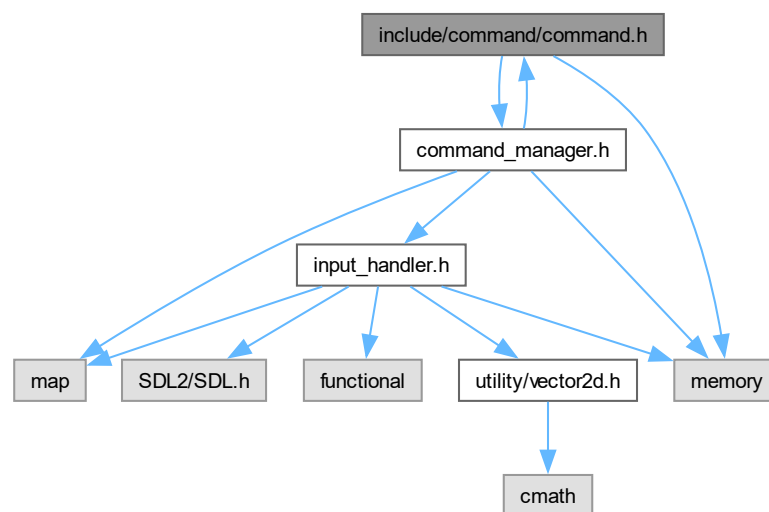 include/command/command.h
command_manager.h
input_handler.h
map
SDL2/SDL.h
functional
utility/vector2d.h
memory
cmath